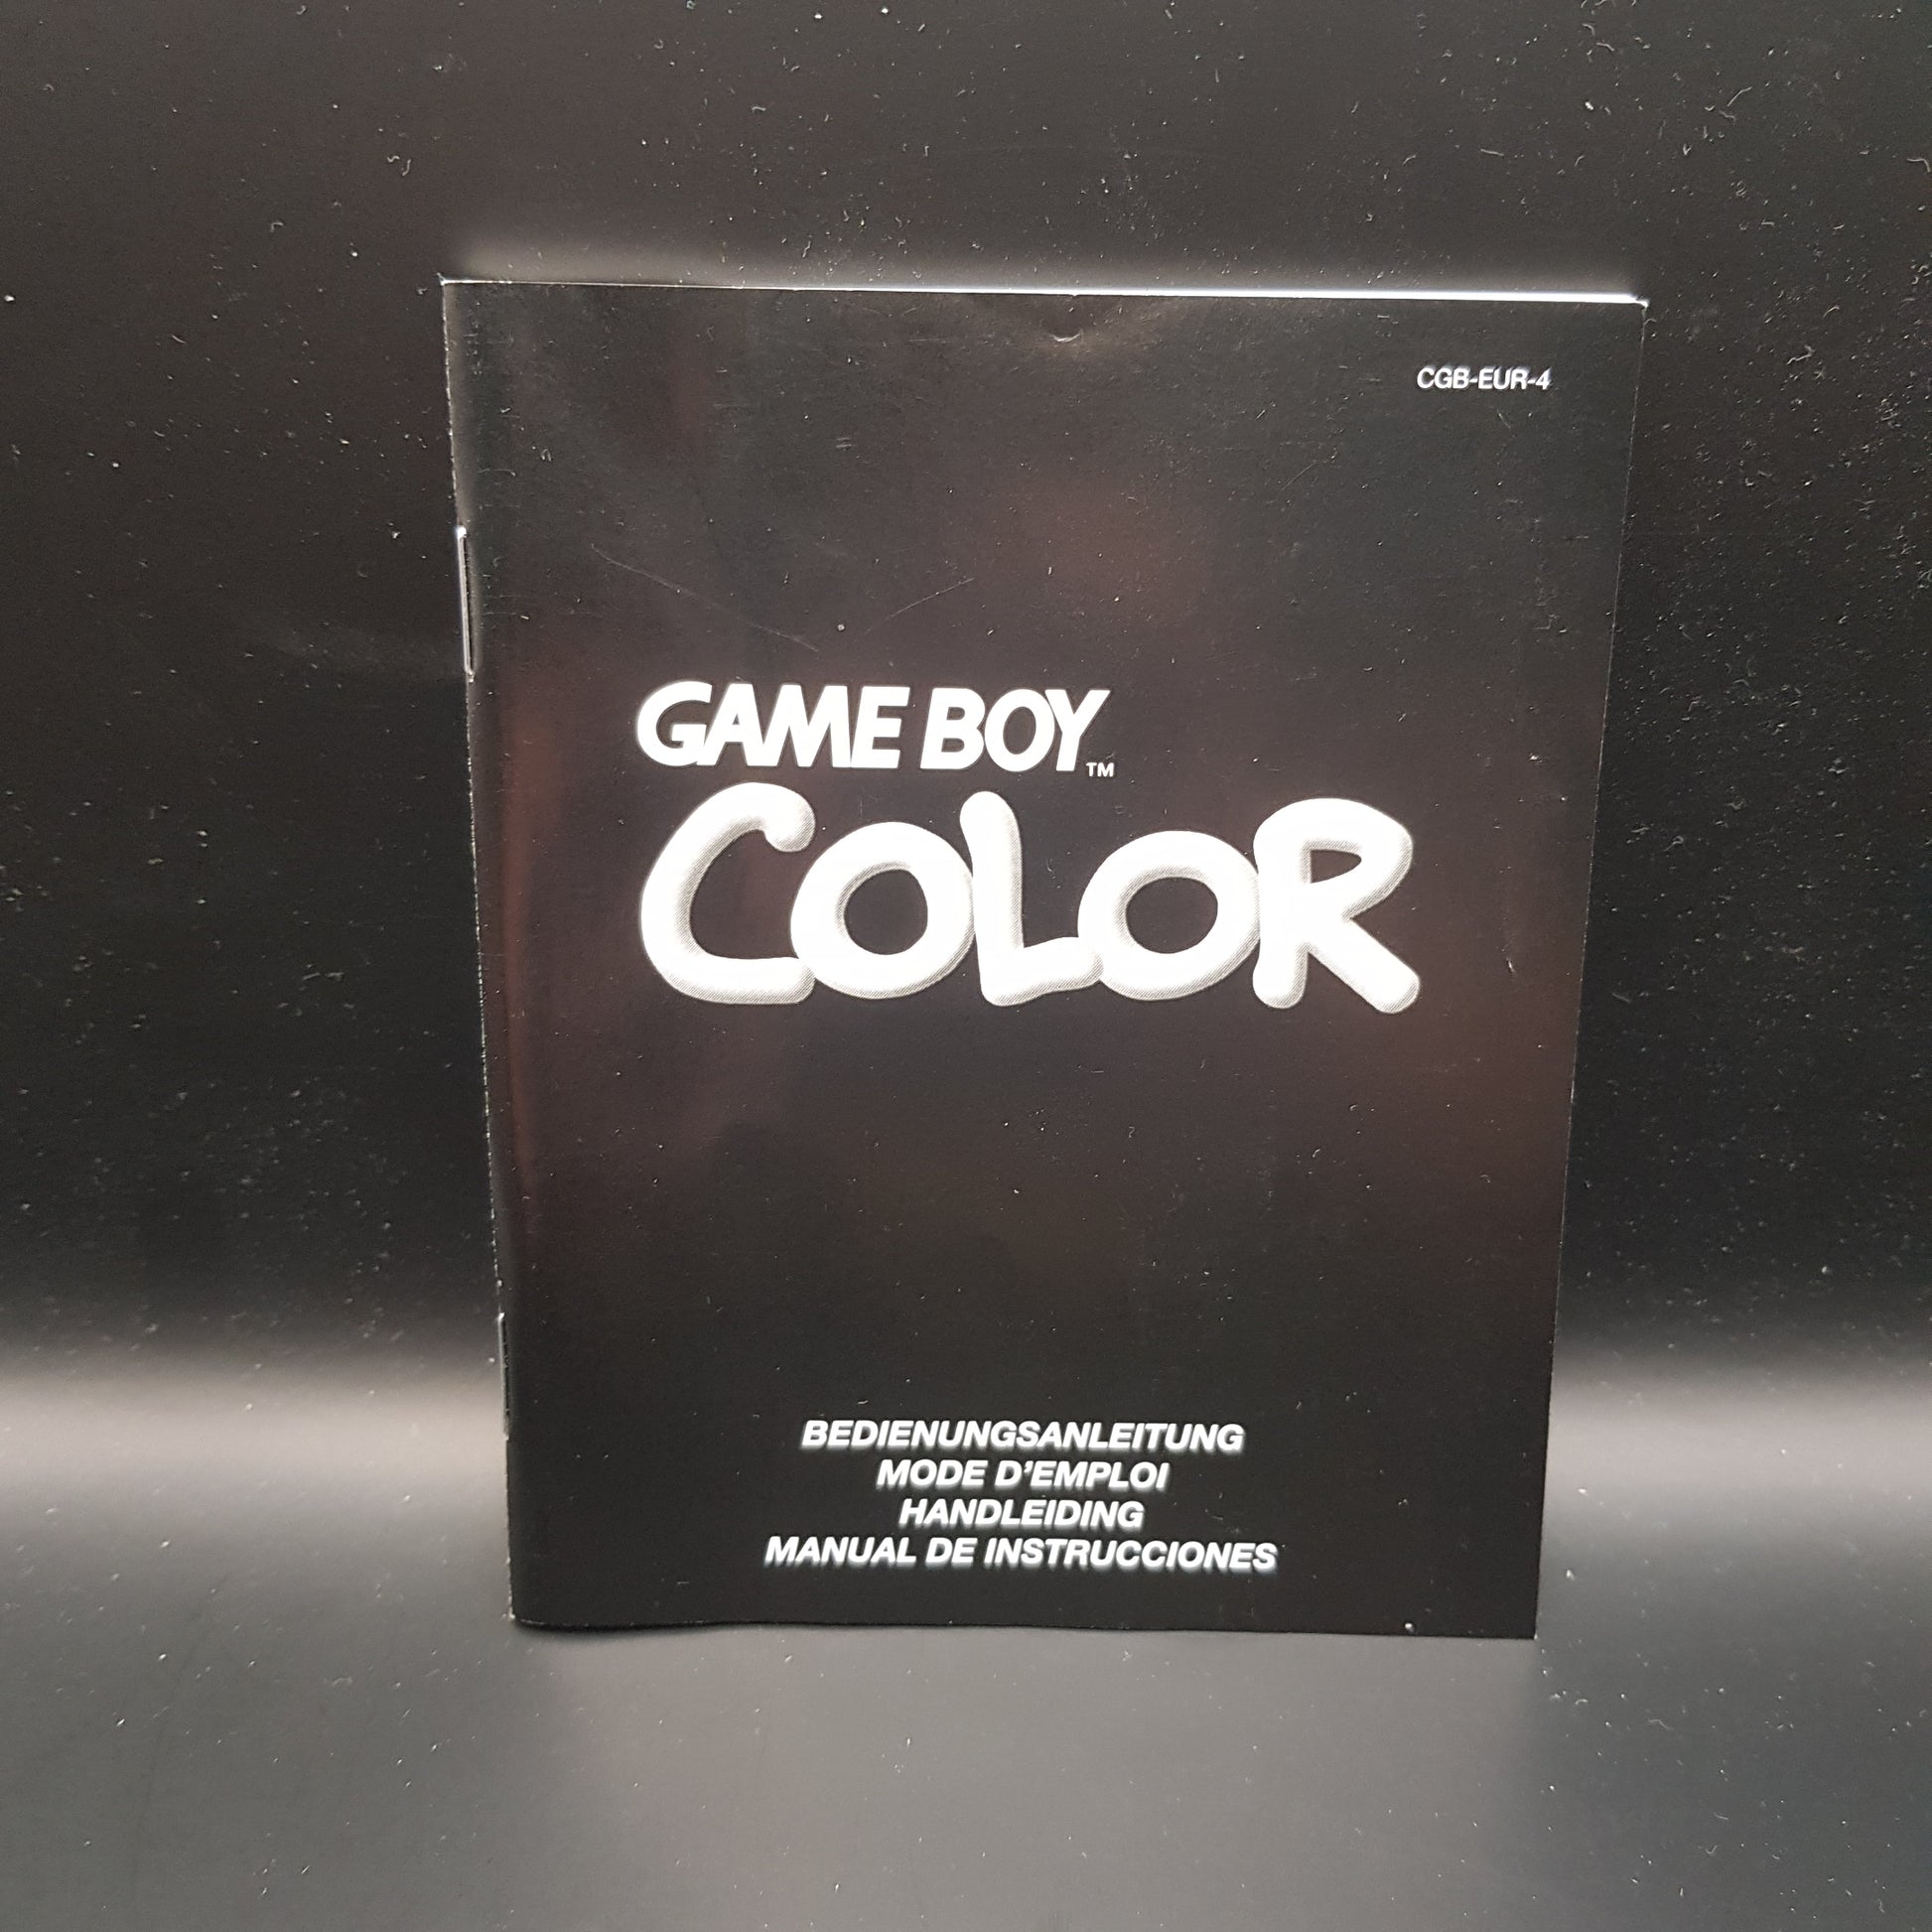 CGB-EUR-4
GAME BOY™
COLOR
BEDIENUNGSANLEITUNG
MODE D'EMPLOI
HANDLEIDING
MANUAL DE INSTRUCCIONES